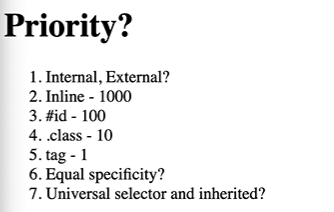 Priority?
1. Internal, External?
2. Inline - 1000
3. #id - 100
4. .class - 10
5. tag - 1
6. Equal specificity?
7. Universal selector and inherited?